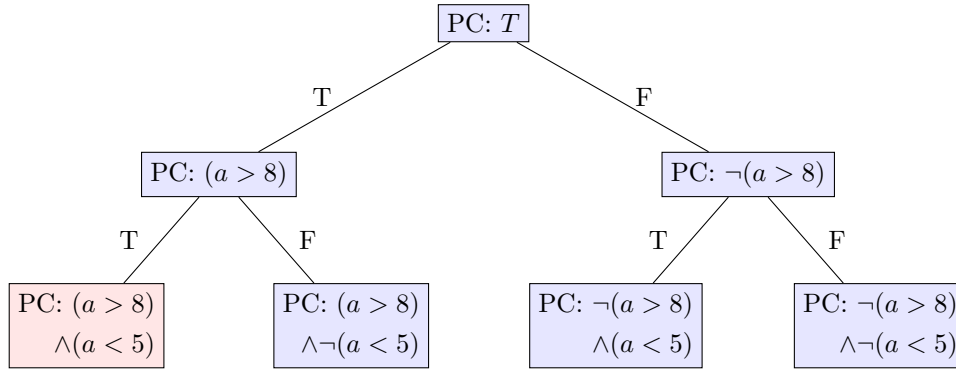 PC: T
T
F
PC: (a > 8)
PC: ¬(a > 8)
T
F
T
F
PC: (a > 8)
∧(a < 5)
PC: (a > 8)
∧¬(a < 5)
PC: ¬(a > 8)
∧(a < 5)
PC: ¬(a > 8)
∧¬(a < 5)